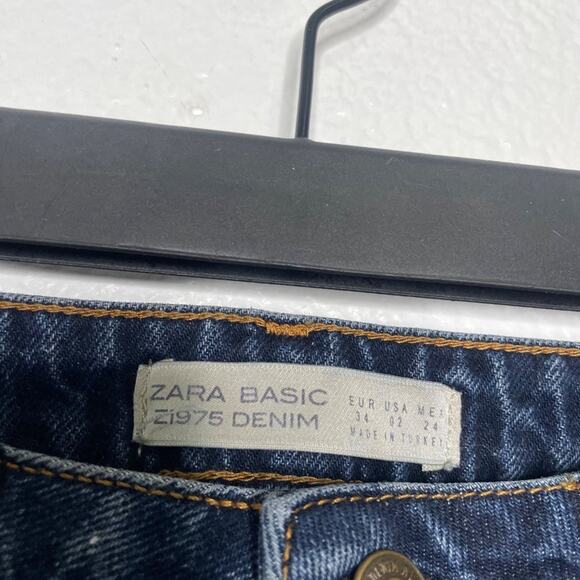 ZARA BASIC
Z1975 DENIM
EUR USA MEX
34 02 24
MADE IN TURKEY